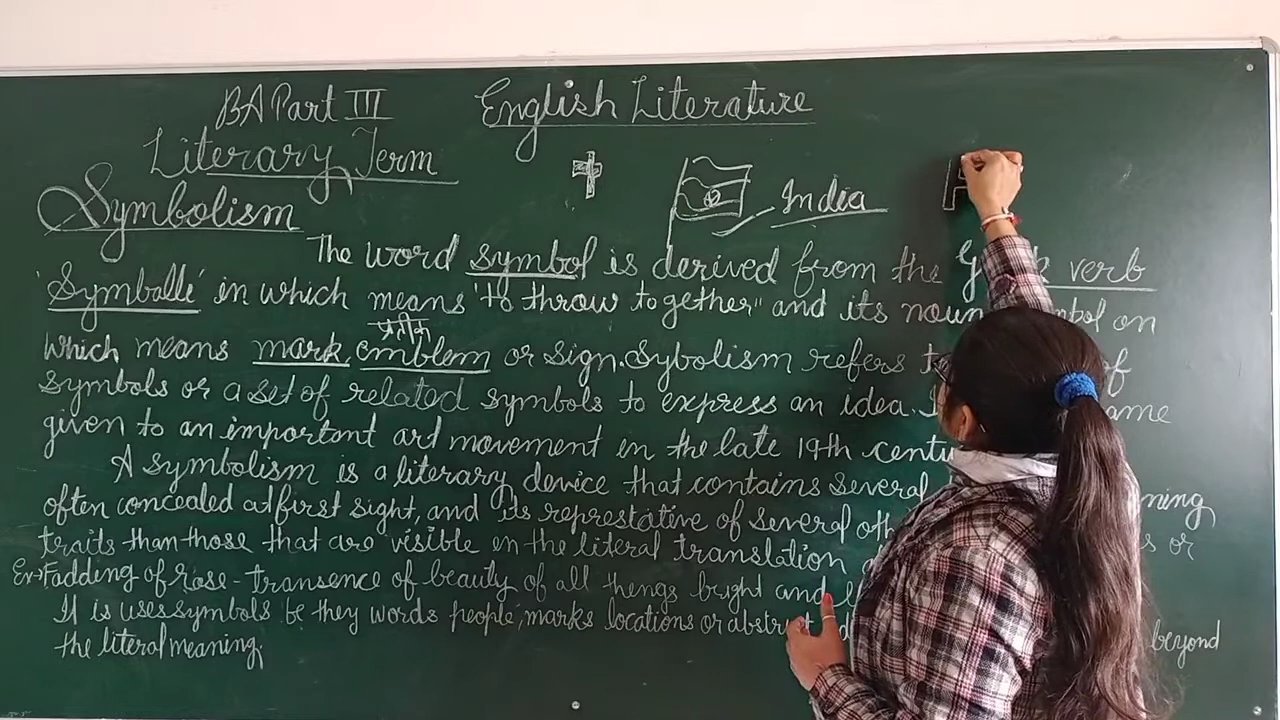 BA Part III English Literature
Literary Term
Symbolism
India
The word symbol is derived from the verb
'Symballé' in which means "to throw together" and its noun on
प्रतीक
which means mark, emblem or sign. Sybolism refers of
symbols or a set of related symbols to express an idea. ame
given to an important art movement in the late 19th centu
A symbolism is a literary device that contains several ning
often concealed at first sight, and its represtative of several oth
traits than those that are visible in the literal translation s or
Ex→ Fadding of rose - transence of beauty of all things bright and
It is uses symbols be they words people, marks locations or abstract beyond
the literal meaning.